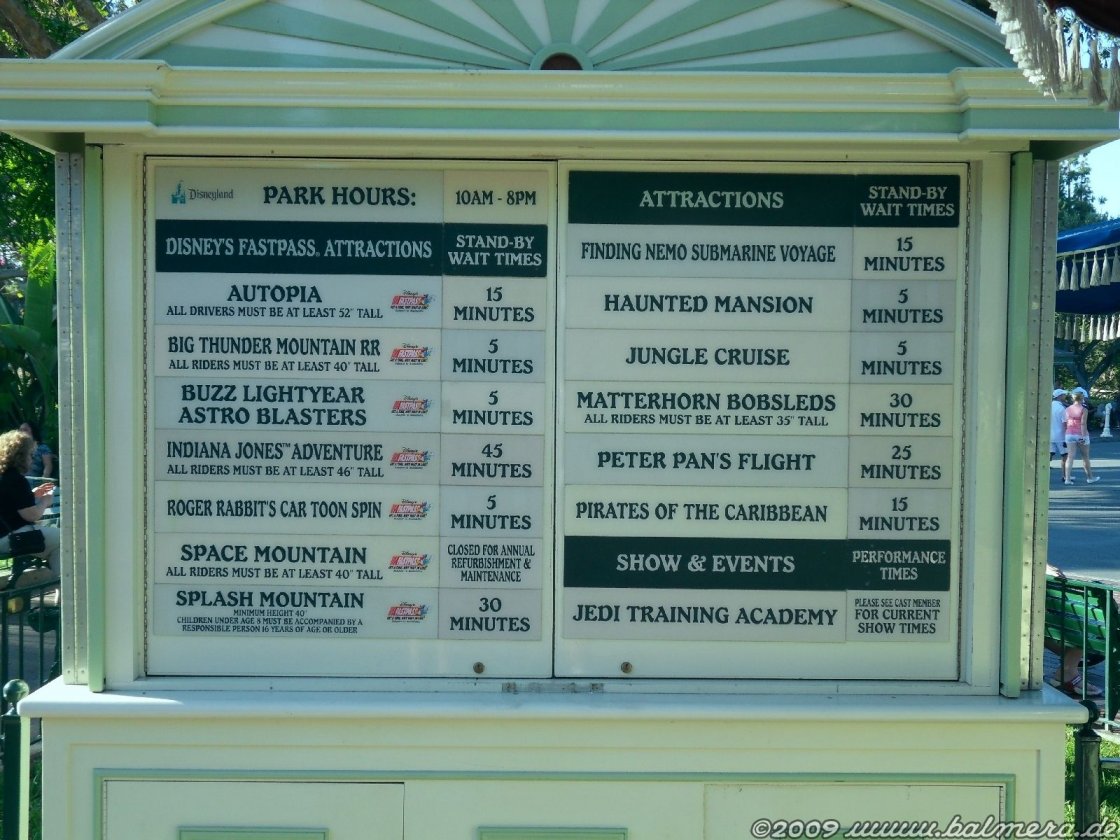 Disneyland PARK HOURS: 10AM - 8PM
DISNEY'S FASTPASS® ATTRACTIONS
STAND-BY
WAIT TIMES
AUTOPIA
ALL DRIVERS MUST BE AT LEAST 52" TALL
15
MINUTES
BIG THUNDER MOUNTAIN RR
ALL RIDERS MUST BE AT LEAST 40" TALL
5
MINUTES
BUZZ LIGHTYEAR
ASTRO BLASTERS
5
MINUTES
INDIANA JONES™ ADVENTURE
ALL RIDERS MUST BE AT LEAST 46" TALL
45
MINUTES
ROGER RABBIT'S CAR TOON SPIN
5
MINUTES
SPACE MOUNTAIN
ALL RIDERS MUST BE AT LEAST 40" TALL
CLOSED FOR ANNUAL
REFURBISHMENT &
MAINTENANCE
SPLASH MOUNTAIN
MINIMUM HEIGHT 40"
CHILDREN UNDER AGE 8 MUST BE ACCOMPANIED BY A
RESPONSIBLE PERSON 16 YEARS OF AGE OR OLDER
30
MINUTES
ATTRACTIONS
STAND-BY
WAIT TIMES
FINDING NEMO SUBMARINE VOYAGE
15
MINUTES
HAUNTED MANSION
5
MINUTES
JUNGLE CRUISE
5
MINUTES
MATTERHORN BOBSLEDS
ALL RIDERS MUST BE AT LEAST 35" TALL
30
MINUTES
PETER PAN'S FLIGHT
25
MINUTES
PIRATES OF THE CARIBBEAN
15
MINUTES
SHOW & EVENTS
PERFORMANCE
TIMES
JEDI TRAINING ACADEMY
PLEASE SEE CAST MEMBER
FOR CURRENT
SHOW TIMES
©2009 www.balmera.de